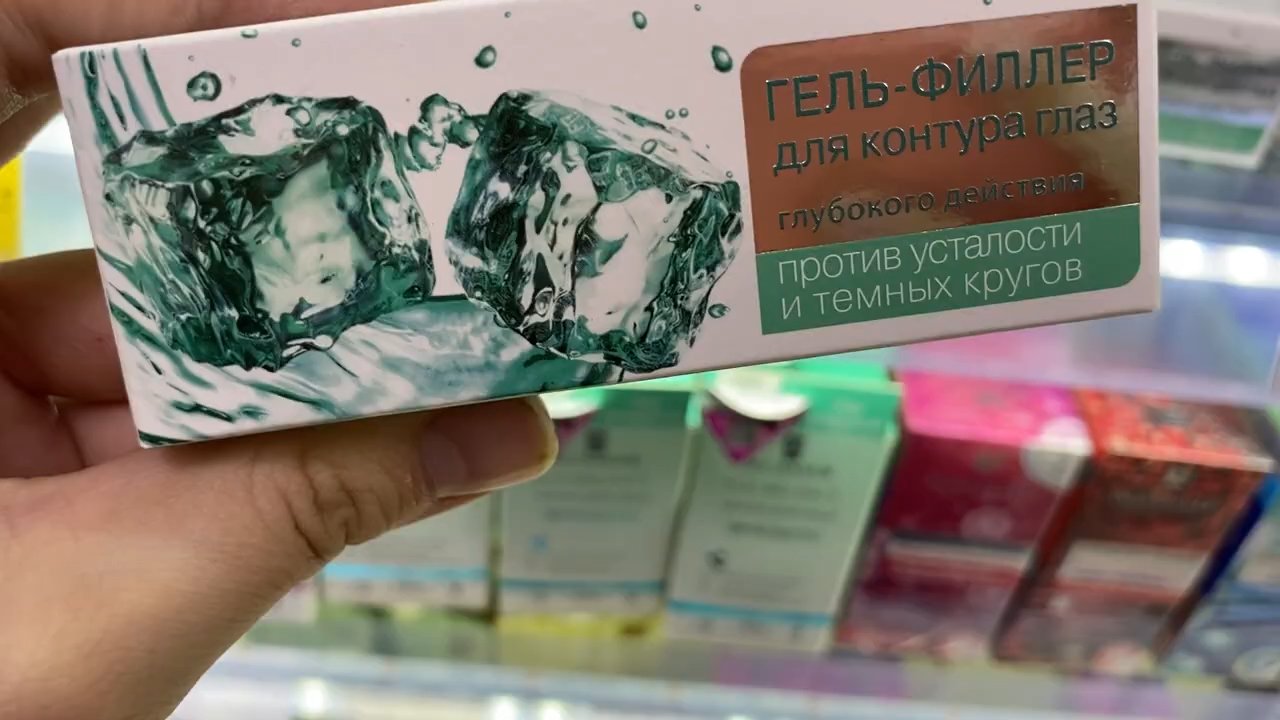 ГЕЛЬ-ФИЛЛЕР
для контура глаз
глубокого действия
против усталости
и темных кругов